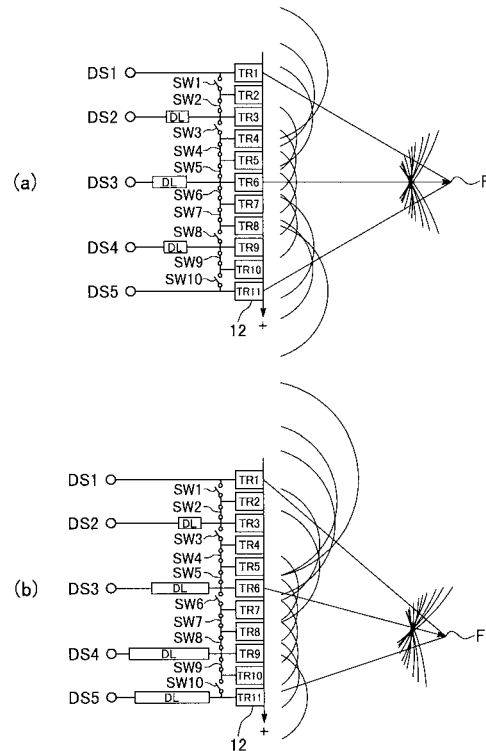 (a)
DS1
TR1
SW1
TR2
SW2
DS2
DL
TR3
SW3
TR4
SW4
TR5
SW5
DS3
DL
TR6
F
SW6
TR7
SW7
TR8
SW8
DS4
DL
TR9
SW9
TR10
SW10
DS5
TR11
12
+
(b)
DS1
TR1
SW1
TR2
SW2
DS2
DL
TR3
SW3
TR4
SW4
TR5
SW5
DS3
DL
TR6
SW6
TR7
F
SW7
TR8
SW8
DS4
DL
TR9
SW9
TR10
SW10
DS5
DL
TR11
12
+